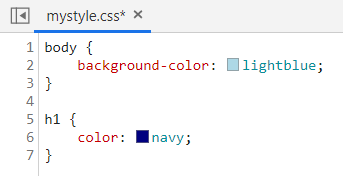 mystyle.css*
1 body {
2     background-color: lightblue;
3 }
4
5 h1 {
6     color: navy;
7 }